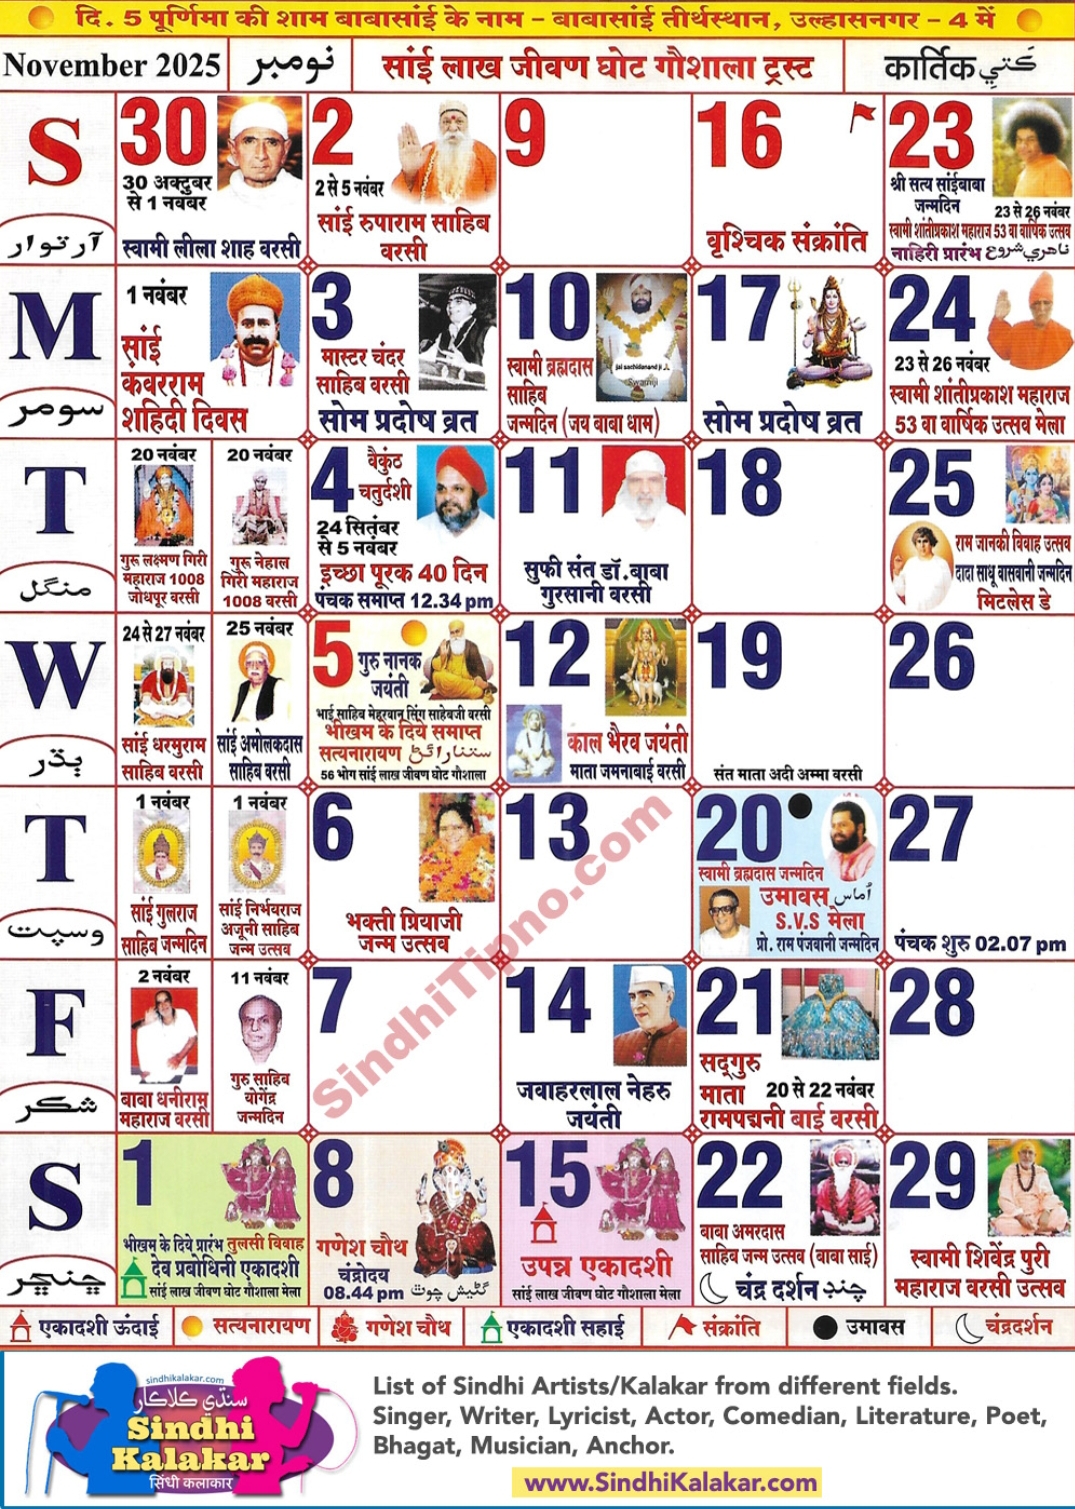 दि. 5 पूर्णिमा की शाम बाबासांई के नाम - बाबासांई तीर्थस्थान, उल्हासनगर - 4 में
November 2025
نومبر
सांई लाख जीवण घोट गौशाला ट्रस्ट
कार्तिक ڪَتِي
S
آرتوار
30
30 अक्टुबर
से 1 नवंबर
स्वामी लीला शाह वरसी
2
2 से 5 नवंबर
सांई रुपाराम साहिब
वरसी
9
16
वृश्चिक संक्रांति
23
श्री सत्य सांईबाबा
जन्मदिन
23 से 26 नवंबर
स्वामी शांतीप्रकाश महाराज 53 वा वार्षिक उत्सव
नाहिरी प्रारंभ ناھري شروع
M
سومر
1 नवंबर
सांई
कंवरराम
शहिदी दिवस
3
मास्टर चंदर
साहिब वरसी
सोम प्रदोष व्रत
10
jai sachidanand ji
Swamiji
स्वामी ब्रह्मदास
साहिब
जन्मदिन (जय बाबा धाम)
17
सोम प्रदोष व्रत
24
23 से 26 नवंबर
स्वामी शांतीप्रकाश महाराज
53 वा वार्षिक उत्सव मेला
T
منگل
20 नवंबर
गुरु लक्ष्मण गिरी
महाराज 1008
जोधपूर वरसी
20 नवंबर
गुरू नेहाल
गिरी महाराज
1008 वरसी
4
वैकुंठ
चतुर्दशी
24 सितंबर
से 5 नवंबर
इच्छा पूरक 40 दिन
पंचक समाप्त 12.34 pm
11
सुफी संत डॉ.बाबा
गुरसानी वरसी
18
25
राम जानकी विवाह उत्सव
दादा साधू वासवानी जन्मदिन
मिटलेस डे
W
ٻڌر
24 से 27 नवंबर
सांई धरमुराम
साहिब वरसी
25 नवंबर
सांई अमोलकदास
साहिब वरसी
5
गुरु नानक
जयंती
भाई साहिब मेहरवान सिंग साहेबजी वरसी
भीखम के दिये समाप्त
सत्यनारायण ستنارائڻ
56 भोग सांई लाख जीवण घोट गौशाला
12
काल भैरव जयंती
माता जमनाबाई वरसी
19
संत माता अदी अम्मा वरसी
26
T
وسپت
1 नवंबर
सांई गुलराज
साहिब जन्मदिन
1 नवंबर
सांई निर्भयराज
अजूनी साहिब
जन्म उत्सव
6
भक्ती प्रियाजी
जन्म उत्सव
13
20
स्वामी ब्रह्मदास जन्मदिन
उमावस اُماس
S.V.S मेला
प्रो. राम पंजवानी जन्मदिन
27
पंचक शुरु 02.07 pm
F
شڪر
2 नवंबर
बाबा धनीराम
महाराज वरसी
11 नवंबर
गुरु साहिब
योगेंद्र
जन्मदिन
7
14
जवाहरलाल नेहरु
जयंती
21
सद्‌गुरु
माता
20 से 22 नवंबर
रामपद्मनी बाई वरसी
28
S
ڇنڇر
1
भीखम के दिये प्रारंभ तुलसी विवाह
देव प्रबोधिनी एकादशी
सांई लाख जीवण घोट गौशाला मेला
8
गणेश चौथ
चंद्रोदय
08.44 pm گڻيش چوٿ
15
उपन्न एकादशी
सांई लाख जीवण घोट गौशाला मेला
22
बाबा अमरदास
साहिब जन्म उत्सव (बाबा साई)
चंद्र दर्शन چنڊ
29
स्वामी शिवेंद्र पुरी
महाराज वरसी उत्सव
SindhiTipno.com
एकादशी ऊंदाई
सत्यनारायण
गणेश चौथ
एकादशी सहाई
संक्रांति
उमावस
चंद्रदर्शन
sindhikalakar.com
سنڌي ڪلاڪار
Sindhi
Kalakar
सिंधी कलाकार
List of Sindhi Artists/Kalakar from different fields.
Singer, Writer, Lyricist, Actor, Comedian, Literature, Poet,
Bhagat, Musician, Anchor.
www.SindhiKalakar.com